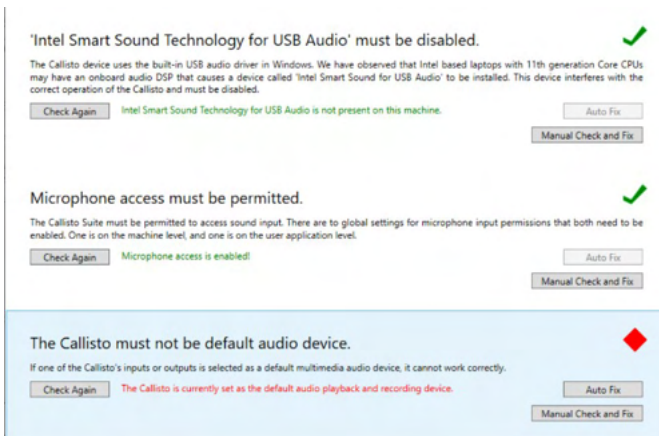 'Intel Smart Sound Technology for USB Audio' must be disabled.
The Callisto device uses the built-in USB audio driver in Windows. We have observed that Intel based laptops with 11th generation Core CPUs
may have an onboard audio DSP that causes a device called 'Intel Smart Sound for USB Audio' to be installed. This device interferes with the
correct operation of the Callisto and must be disabled.
Check Again
Intel Smart Sound Technology for USB Audio is not present on this machine.
Auto Fix
Manual Check and Fix
Microphone access must be permitted.
The Callisto Suite must be permitted to access sound input. There are to global settings for microphone input permissions that both need to be
enabled. One is on the machine level, and one is on the user application level.
Check Again
Microphone access is enabled!
Auto Fix
Manual Check and Fix
The Callisto must not be default audio device.
If one of the Callisto's inputs or outputs is selected as a default multimedia audio device, it cannot work correctly.
Check Again
The Callisto is currently set as the default audio playback and recording device.
Auto Fix
Manual Check and Fix